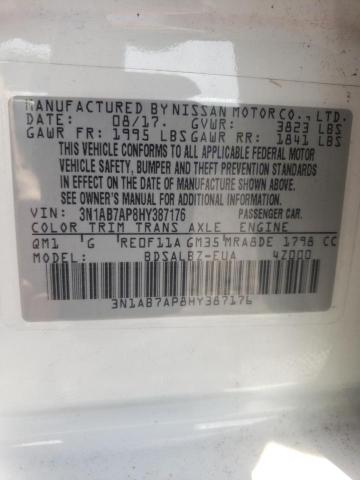 MANUFACTURED BY NISSAN MOTOR CO., LTD.
DATE: 08/17. GVWR: 3823 LBS
GAWR FR: 1995 LBS GAWR RR: 1841 LBS
THIS VEHICLE CONFORMS TO ALL APPLICABLE FEDERAL MOTOR
VEHICLE SAFETY, BUMPER, AND THEFT PREVENTION STANDARDS
IN EFFECT ON THE DATE OF MANUFACTURE SHOWN ABOVE.
SEE OWNER'S MANUAL FOR ADDITIONAL INFORMATION.
VIN: 3N1AB7AP8HY387176 PASSENGER CAR
COLOR TRIM TRANS AXLE ENGINE
QM1 G RE0F11A GM35 MRA8DE 1798 CC
BDSALB7-EUA 4Z000
3N1AB7AP8HY387176